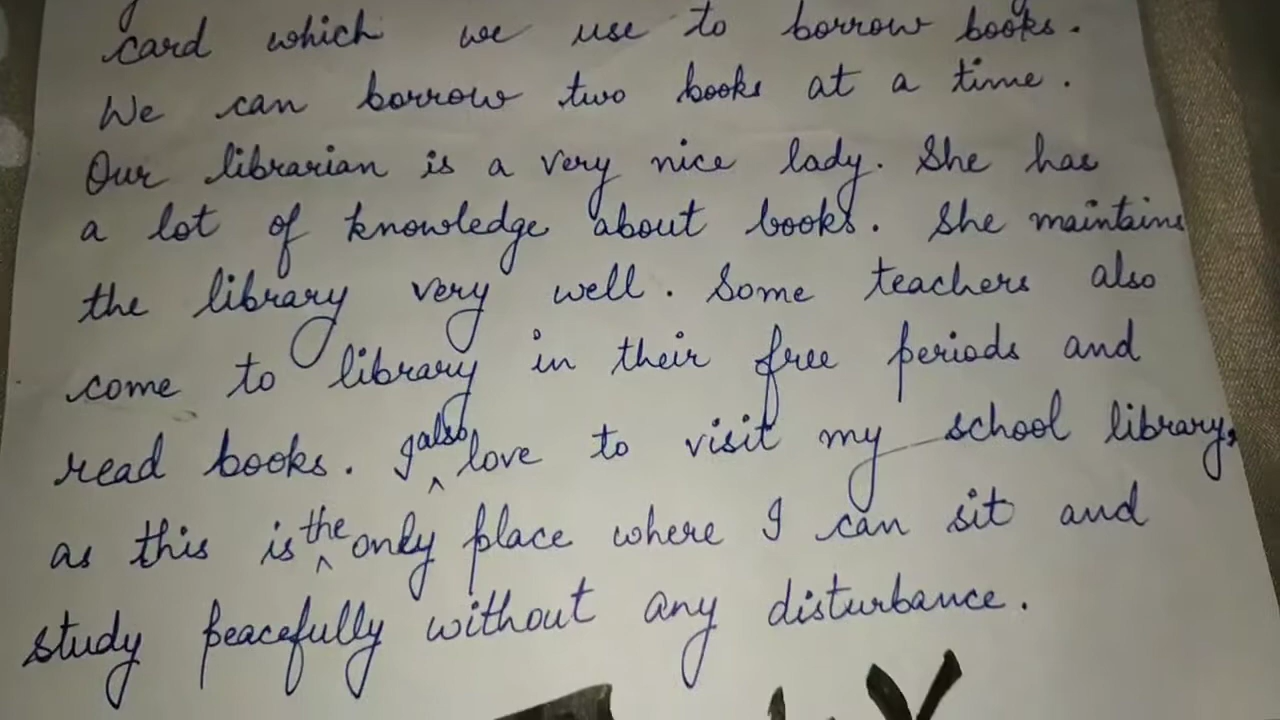 card which we use to borrow books.
We can borrow two books at a time.
Our librarian is a very nice lady. She has
a lot of knowledge about books. She maintains
the library very well. Some teachers also
come to library in their free periods and
read books. I also love to visit my school library,
as this is the only place where I can sit and
study peacefully without any disturbance.